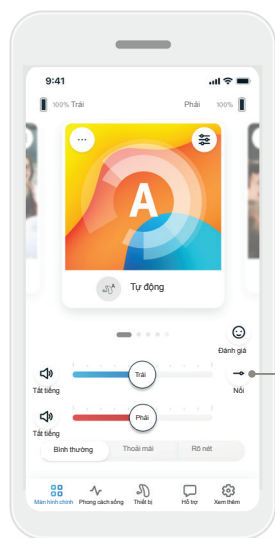 9:41
100% Trái
Phải 100%
A
A
Tự động
Đánh giá
Trái
Tắt tiếng
Nối
Phải
Tắt tiếng
Bình thường Thoải mái Rõ nét
Màn hình chính Phong cách sống Thiết bị Hỗ trợ Xem thêm